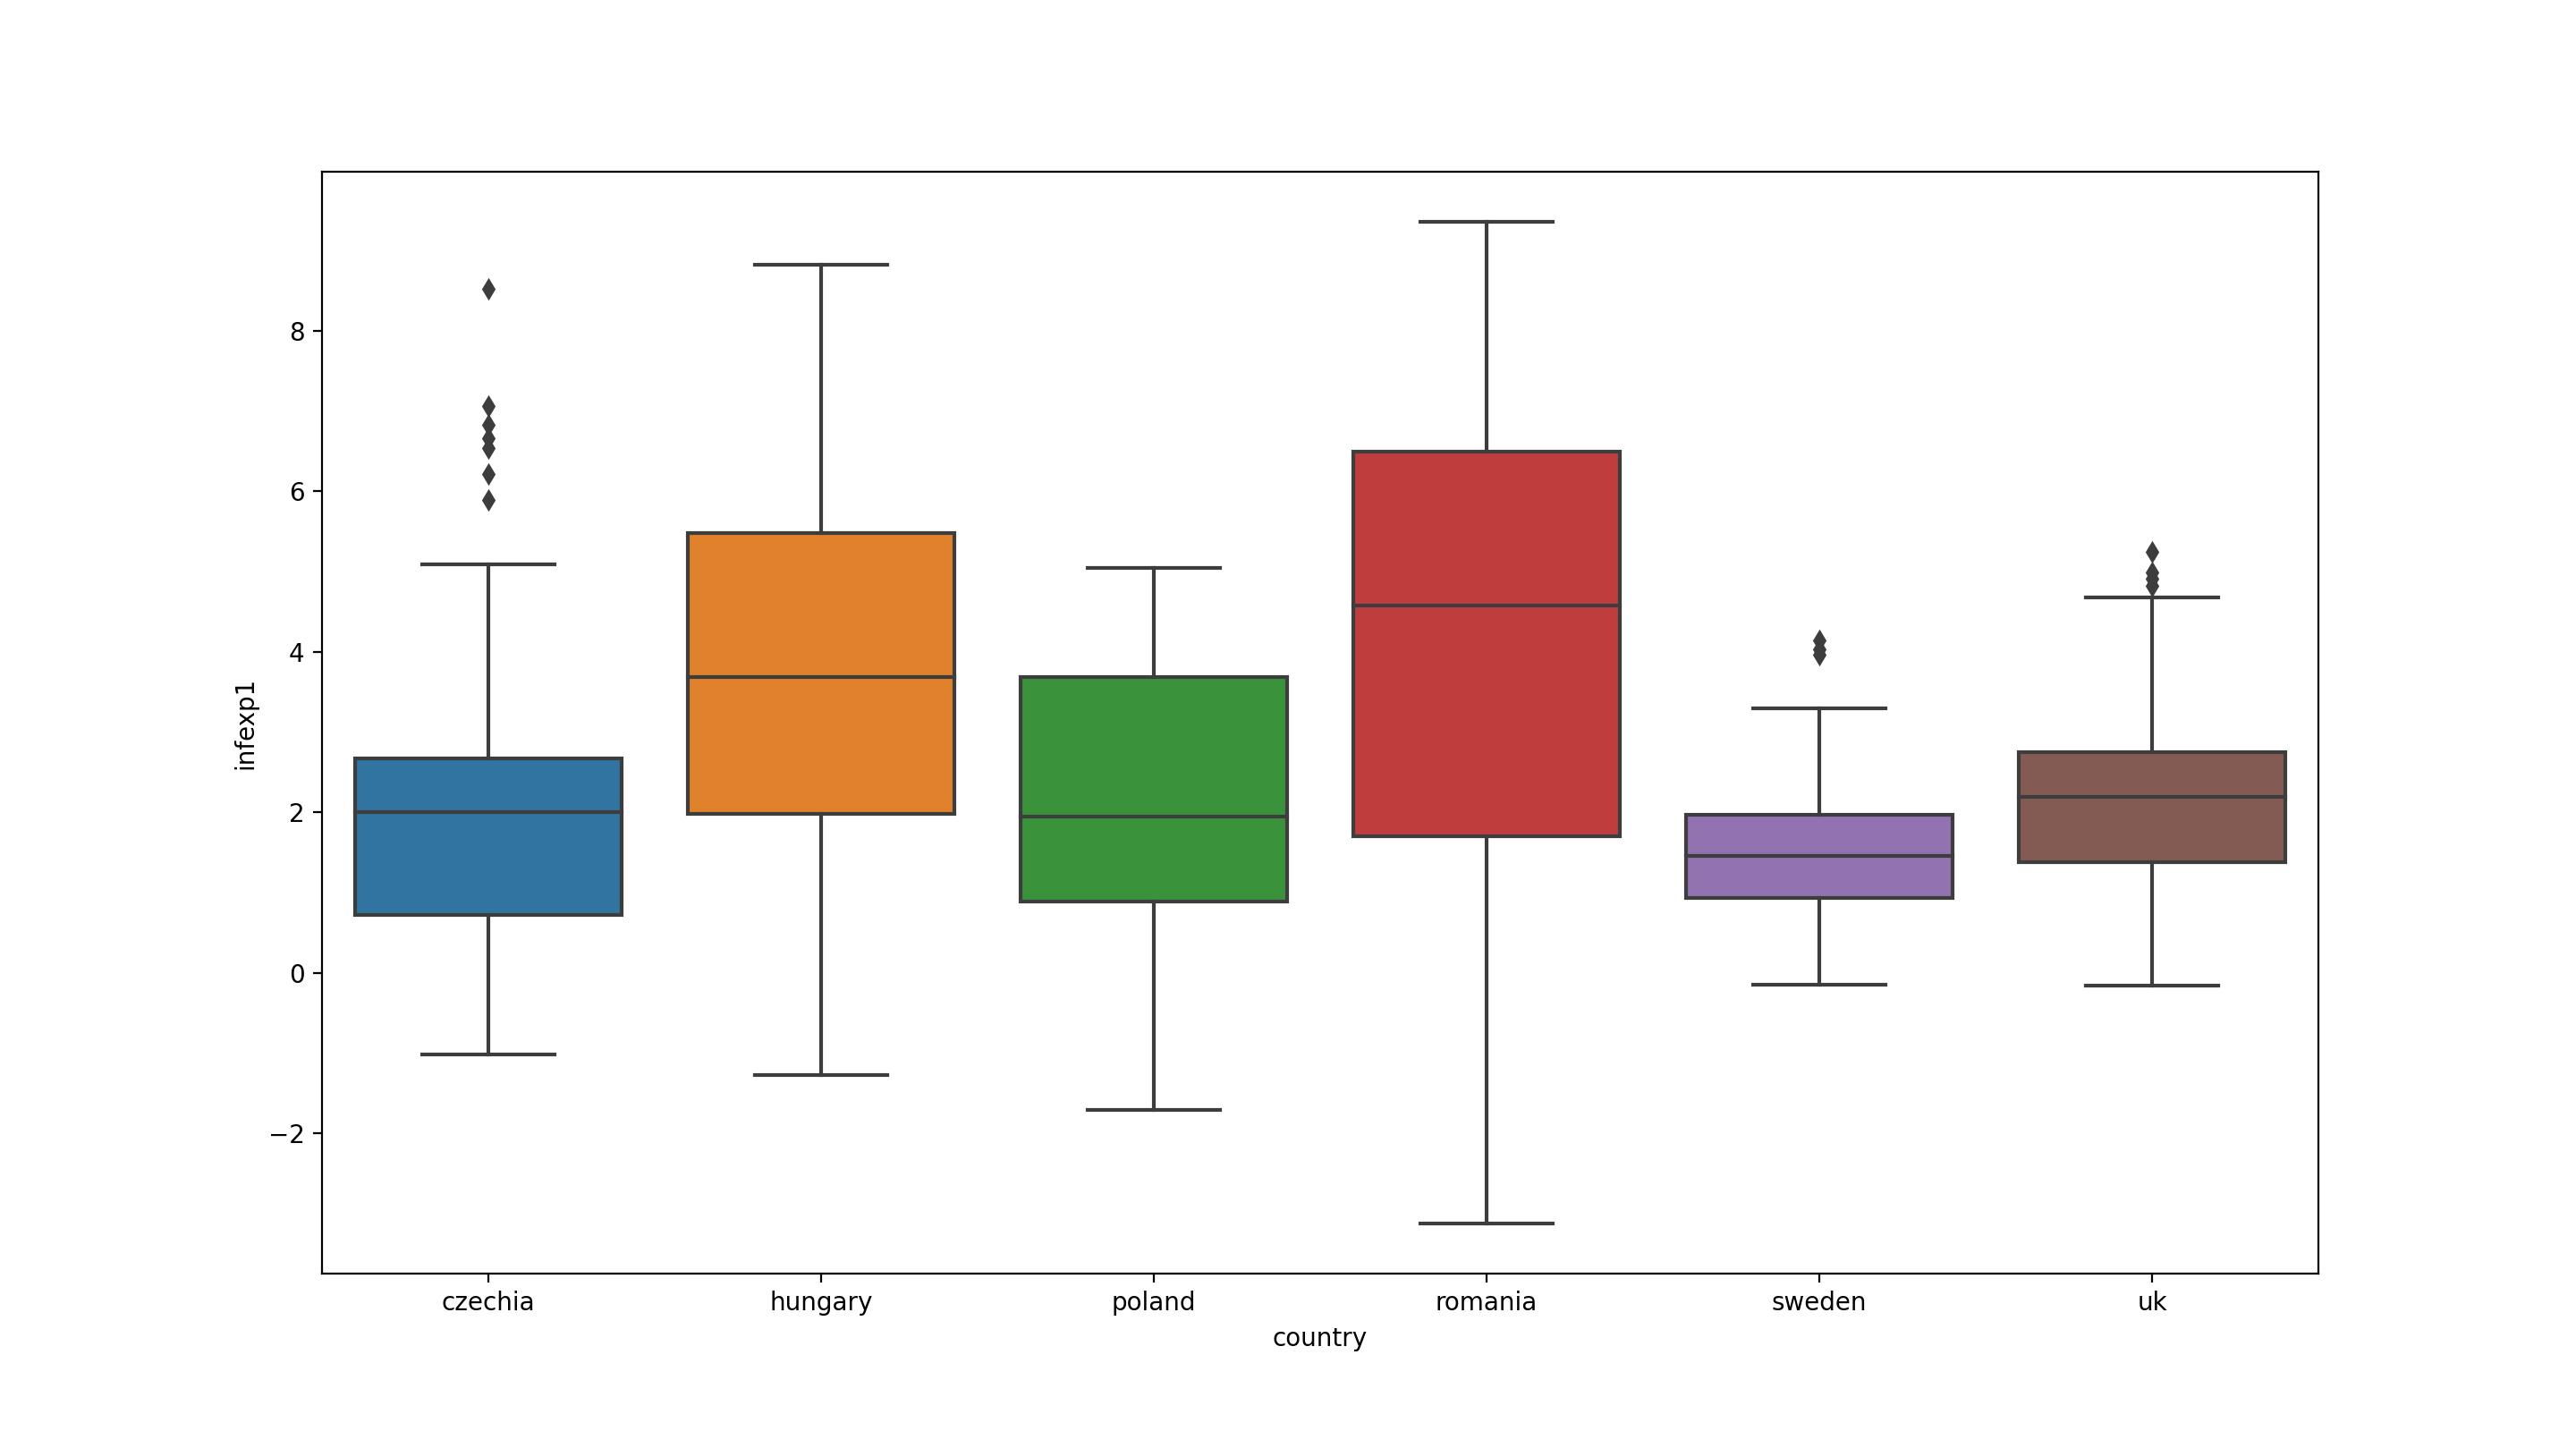 8
6
4
2
0
−2
infexp1
czechia
hungary
poland
romania
sweden
uk
country